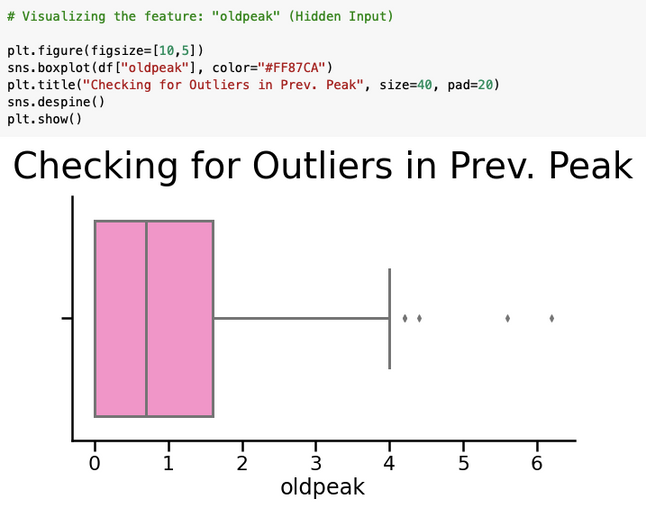 # Visualizing the feature: "oldpeak" (Hidden Input)
plt.figure(figsize=[10,5])
sns.boxplot(df["oldpeak"], color="#FF87CA")
plt.title("Checking for Outliers in Prev. Peak", size=40, pad=20)
sns.despine()
plt.show()
Checking for Outliers in Prev. Peak
0 1 2 3 4 5 6
oldpeak